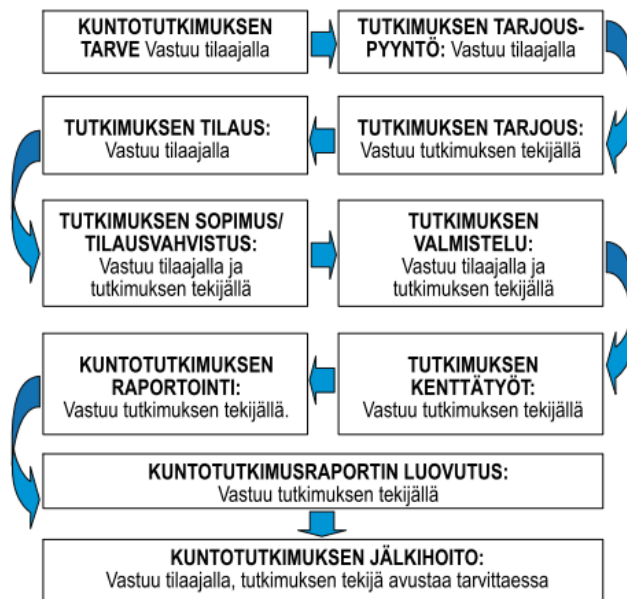 KUNTOTUTKIMUKSEN
TARVE Vastuu tilaajalla
TUTKIMUKSEN TARJOUS-
PYYNTÖ: Vastuu tilaajalla
TUTKIMUKSEN TARJOUS:
Vastuu tutkimuksen tekijällä
TUTKIMUKSEN TILAUS:
Vastuu tilaajalla
TUTKIMUKSEN SOPIMUS/
TILAUSVAHVISTUS:
Vastuu tilaajalla ja
tutkimuksen tekijällä
TUTKIMUKSEN
VALMISTELU:
Vastuu tilaajalla ja
tutkimuksen tekijällä
TUTKIMUKSEN
KENTTÄTYÖT:
Vastuu tutkimuksen tekijällä
KUNTOTUTKIMUKSEN
RAPORTOINTI:
Vastuu tutkimuksen tekijällä.
KUNTOTUTKIMUSRAPORTIN LUOVUTUS:
Vastuu tutkimuksen tekijällä
KUNTOTUTKIMUKSEN JÄLKIHOITO:
Vastuu tilaajalla, tutkimuksen tekijä avustaa tarvittaessa